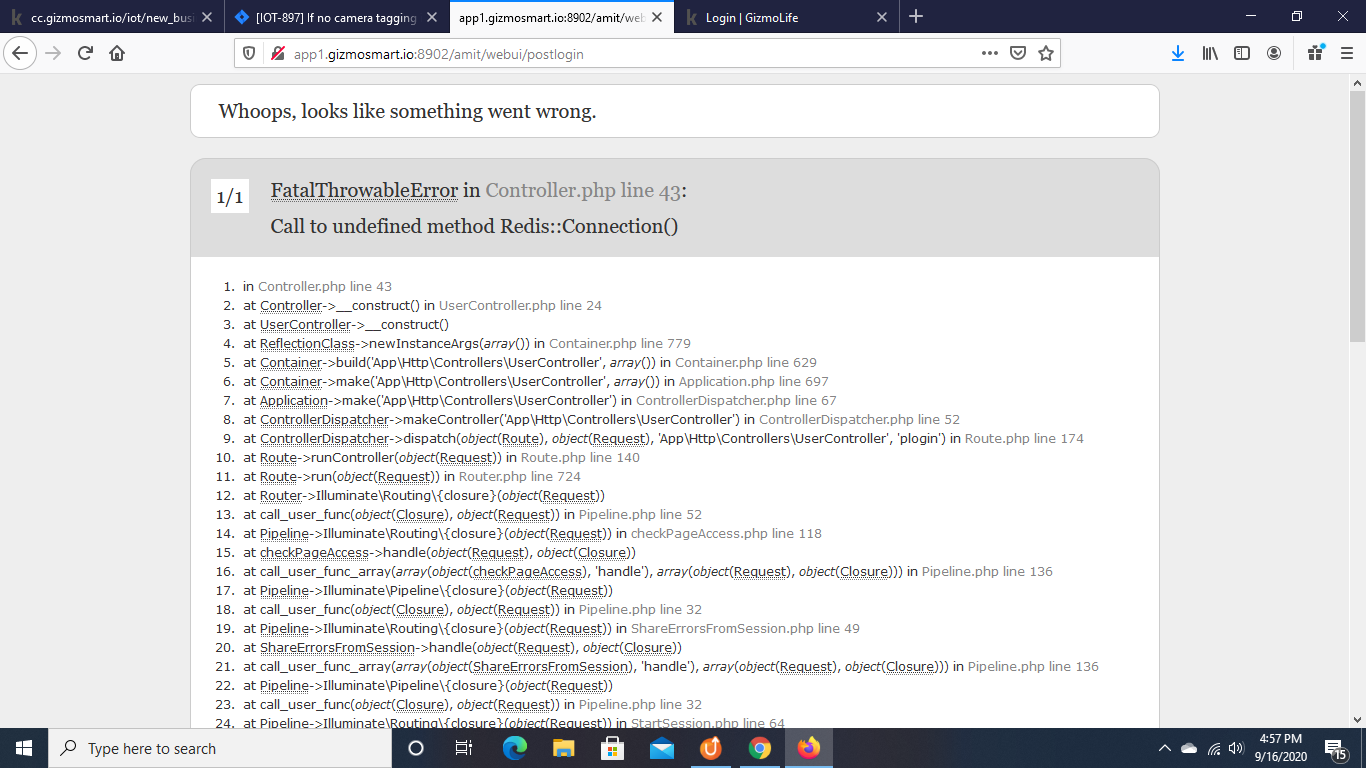 cc.gizmosmart.io/iot/new_busi
[IOT-897] If no camera tagging
app1.gizmosmart.io:8902/amit/web
Login | GizmoLife
app1.gizmosmart.io:8902/amit/webui/postlogin
Whoops, looks like something went wrong.
1/1
FatalThrowableError in Controller.php line 43:
Call to undefined method Redis::Connection()
1. in Controller.php line 43
2. at Controller->__construct() in UserController.php line 24
3. at UserController->__construct()
4. at ReflectionClass->newInstanceArgs(array()) in Container.php line 779
5. at Container->build('App\Http\Controllers\UserController', array()) in Container.php line 629
6. at Container->make('App\Http\Controllers\UserController', array()) in Application.php line 697
7. at Application->make('App\Http\Controllers\UserController') in ControllerDispatcher.php line 67
8. at ControllerDispatcher->makeController('App\Http\Controllers\UserController') in ControllerDispatcher.php line 52
9. at ControllerDispatcher->dispatch(object(Route), object(Request), 'App\Http\Controllers\UserController', 'plogin') in Route.php line 174
10. at Route->runController(object(Request)) in Route.php line 140
11. at Route->run(object(Request)) in Router.php line 724
12. at Router->Illuminate\Routing\{closure}(object(Request))
13. at call_user_func(object(Closure), object(Request)) in Pipeline.php line 52
14. at Pipeline->Illuminate\Routing\{closure}(object(Request)) in checkPageAccess.php line 118
15. at checkPageAccess->handle(object(Request), object(Closure))
16. at call_user_func_array(array(object(checkPageAccess), 'handle'), array(object(Request), object(Closure))) in Pipeline.php line 136
17. at Pipeline->Illuminate\Pipeline\{closure}(object(Request))
18. at call_user_func(object(Closure), object(Request)) in Pipeline.php line 32
19. at Pipeline->Illuminate\Routing\{closure}(object(Request)) in ShareErrorsFromSession.php line 49
20. at ShareErrorsFromSession->handle(object(Request), object(Closure))
21. at call_user_func_array(array(object(ShareErrorsFromSession), 'handle'), array(object(Request), object(Closure))) in Pipeline.php line 136
22. at Pipeline->Illuminate\Pipeline\{closure}(object(Request))
23. at call_user_func(object(Closure), object(Request)) in Pipeline.php line 32
24. at Pipeline->Illuminate\Routing\{closure}(object(Request)) in StartSession.php line 64
Type here to search
4:57 PM
9/16/2020
15